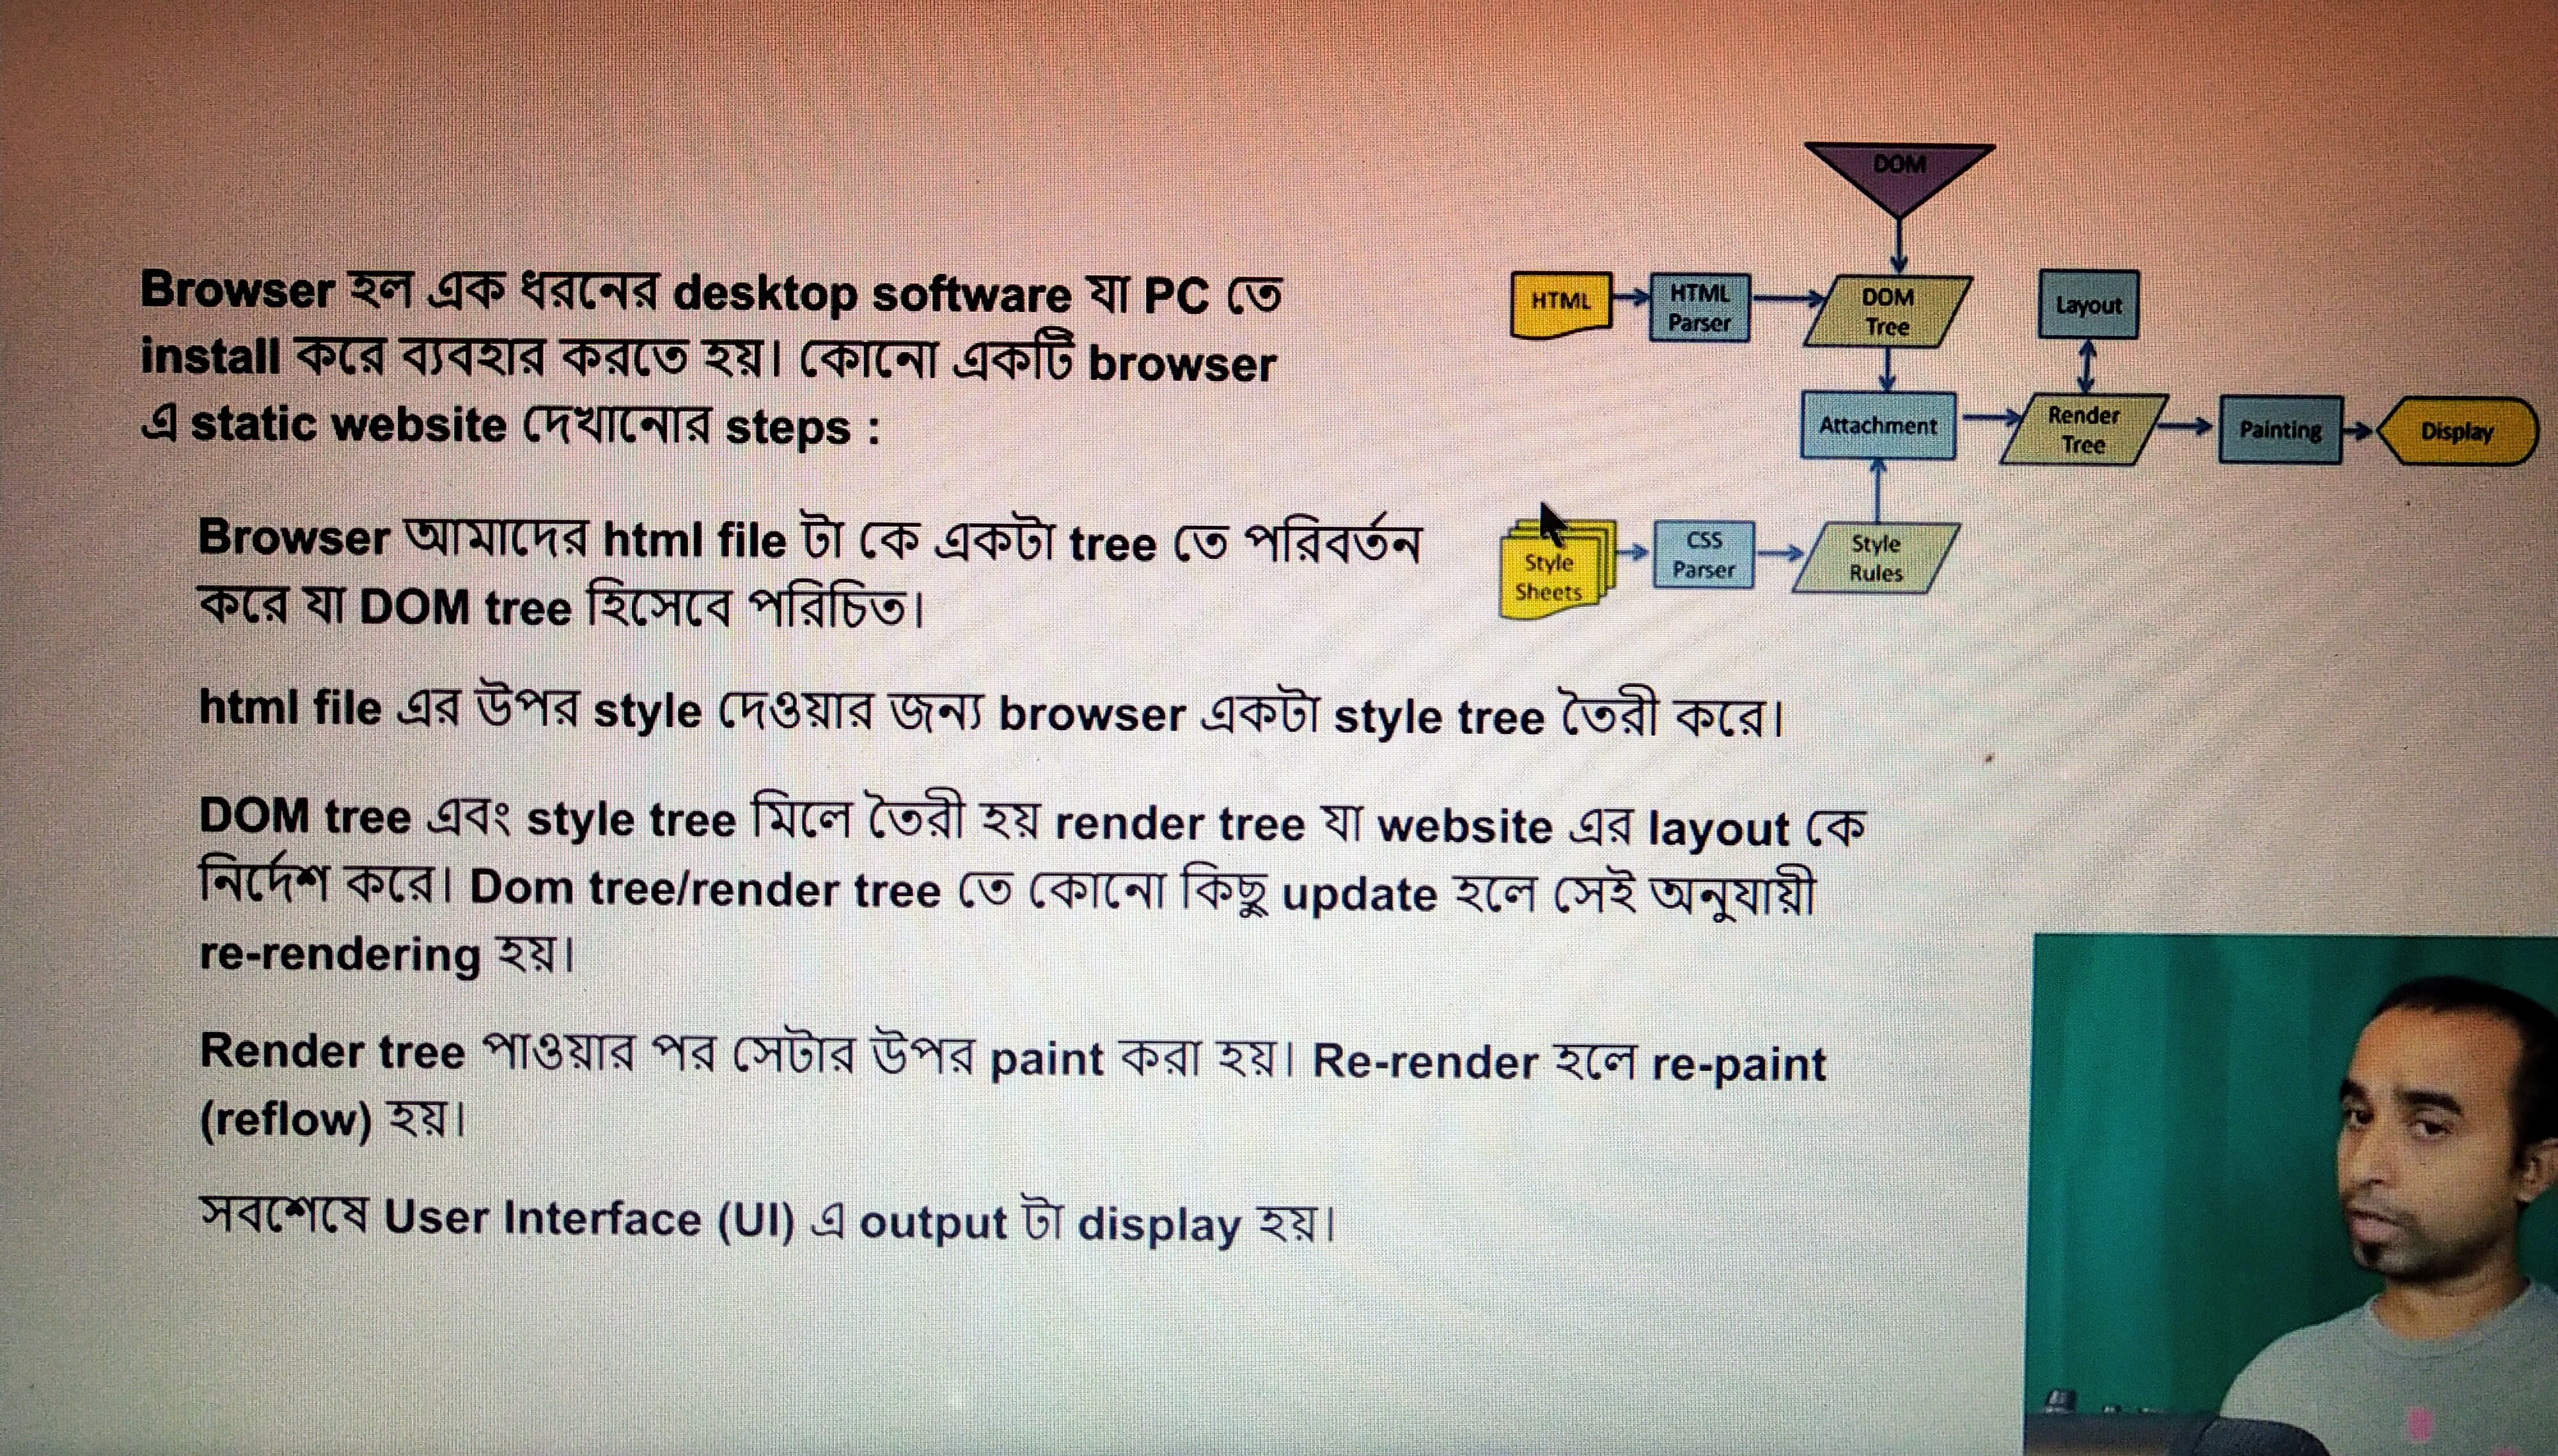 Browser হল এক ধরনের desktop software যা PC তে
install করে ব্যবহার করতে হয়। কোনো একটি browser
এ static website দেখানোর steps :
Browser আমাদের html file টা কে একটা tree তে পরিবর্তন
করে যা DOM tree হিসেবে পরিচিত।
html file এর উপর style দেওয়ার জন্য browser একটা style tree তৈরী করে।
DOM tree এবং style tree মিলে তৈরী হয় render tree যা website এর layout কে
নির্দেশ করে। Dom tree/render tree তে কোনো কিছু update হলে সেই অনুযায়ী
re-rendering হয়।
Render tree পাওয়ার পর সেটার উপর paint করা হয়। Re-render হলে re-paint
(reflow) হয়।
সবশেষে User Interface (UI) এ output টা display হয়।
DOM
HTML
HTML
Parser
DOM
Tree
Layout
Attachment
Render
Tree
Painting
Display
Style
Sheets
CSS
Parser
Style
Rules